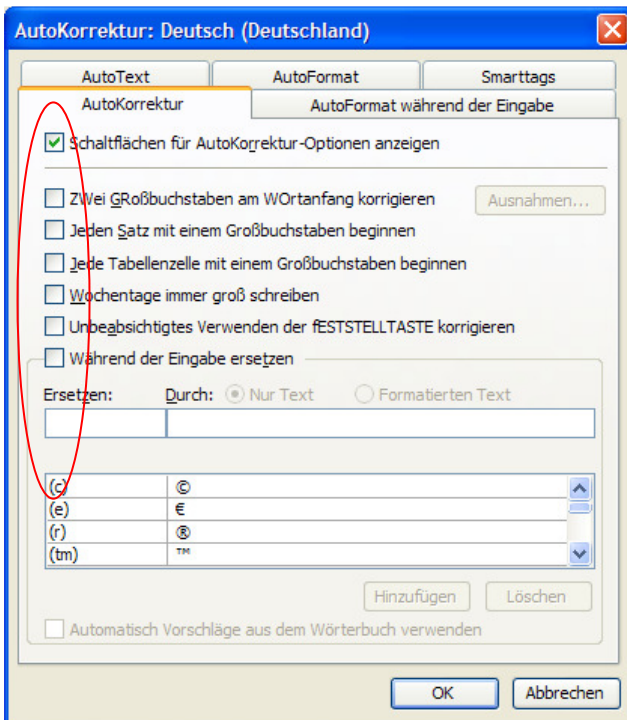 AutoKorrektur: Deutsch (Deutschland)
AutoText AutoFormat Smarttags
AutoKorrektur AutoFormat während der Eingabe
Schaltflächen für AutoKorrektur-Optionen anzeigen
ZWei GRoßbuchstaben am WOrtanfang korrigieren Ausnahmen...
Jeden Satz mit einem Großbuchstaben beginnen
Jede Tabellenzelle mit einem Großbuchstaben beginnen
Wochentage immer groß schreiben
Unbeabsichtigtes Verwenden der fESTSTELLTASTE korrigieren
Während der Eingabe ersetzen
Ersetzen: Durch: Nur Text Formatierten Text
(c) ©
(e) €
(r) ®
(tm) ™
Hinzufügen Löschen
Automatisch Vorschläge aus dem Wörterbuch verwenden
OK Abbrechen